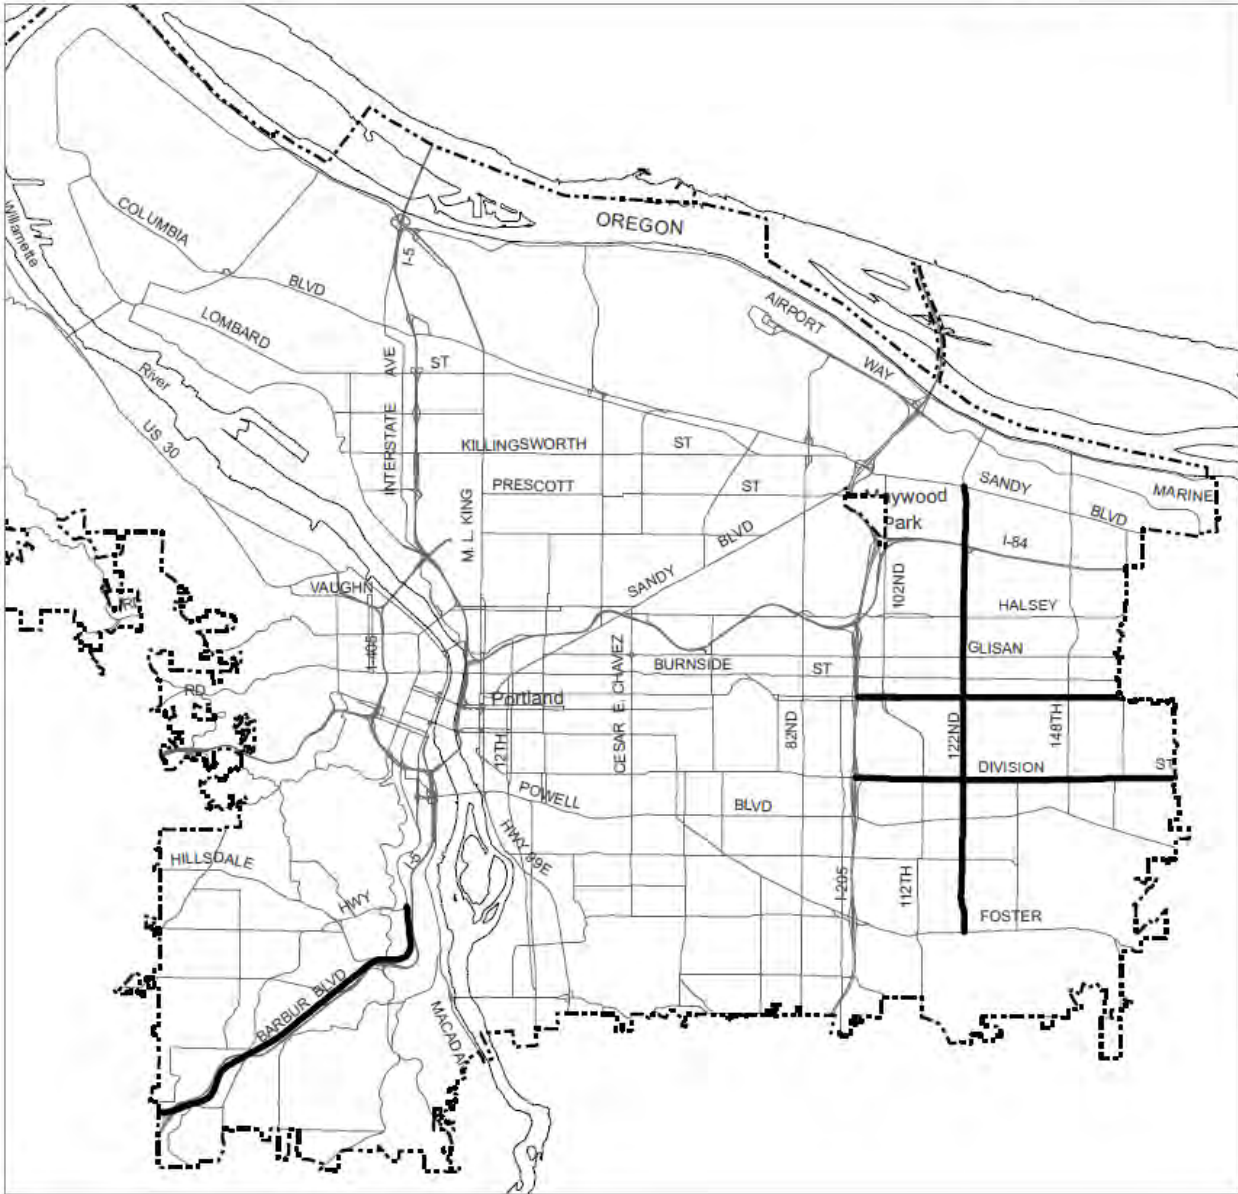 OREGON
COLUMBIA
BLVD
I-5
AIRPORT
WAY
Willamette
River
LOMBARD
ST
INTERSTATE AVE
US 30
KILLINGSWORTH ST
PRESCOTT ST
M. L. KING
SANDY BLVD
SANDY BLVD
MARINE
ywood
Park
I-84
VAUGHN
102ND
HALSEY
GLISAN
I-405
BURNSIDE ST
CESAR E. CHAVEZ
RD
Portland
12TH
82ND
122ND
148TH
DIVISION ST
POWELL BLVD
HWY 99E
HILLSDALE
HWY
I-5
I-205
112TH
FOSTER
BARBUR BLVD
MACADA